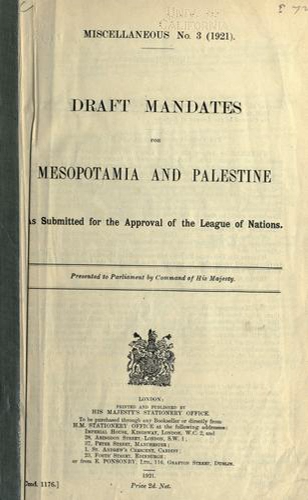 UNIV. OF
CALIFORNIA
MISCELLANEOUS No. 3 (1921).
DRAFT MANDATES
FOR
MESOPOTAMIA AND PALESTINE
As Submitted for the Approval of the League of Nations.
Presented to Parliament by Command of His Majesty.
LONDON:
PRINTED AND PUBLISHED BY
HIS MAJESTY'S STATIONERY OFFICE.
To be purchased through any Bookseller or directly from
H.M. STATIONERY OFFICE at the following addresses:
IMPERIAL HOUSE, KINGSWAY, LONDON, W.C. 2, and
28, ABINGDON STREET, LONDON, S.W. 1;
37, PETER STREET, MANCHESTER;
1, ST. ANDREW'S CRESCENT, CARDIFF;
23, FORTH STREET, EDINBURGH;
or from E. PONSONBY, LTD., 116, GRAFTON STREET, DUBLIN.
1921.
Cmd. 1176.] Price 2d. Net.